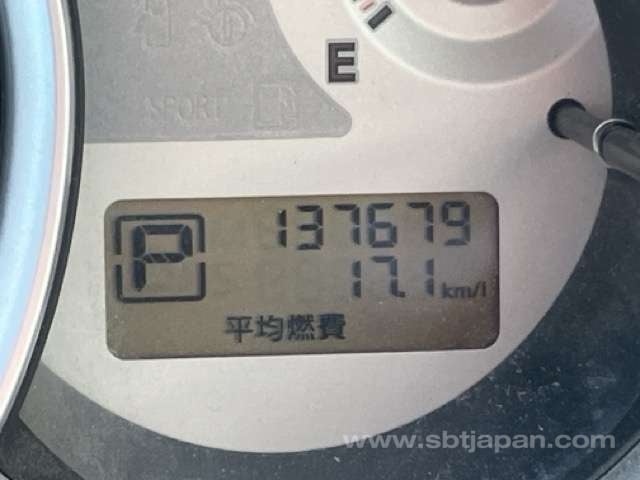 E
SPORT
P
137679
17.1 km/l
平均燃費
www.sbtjapan.com